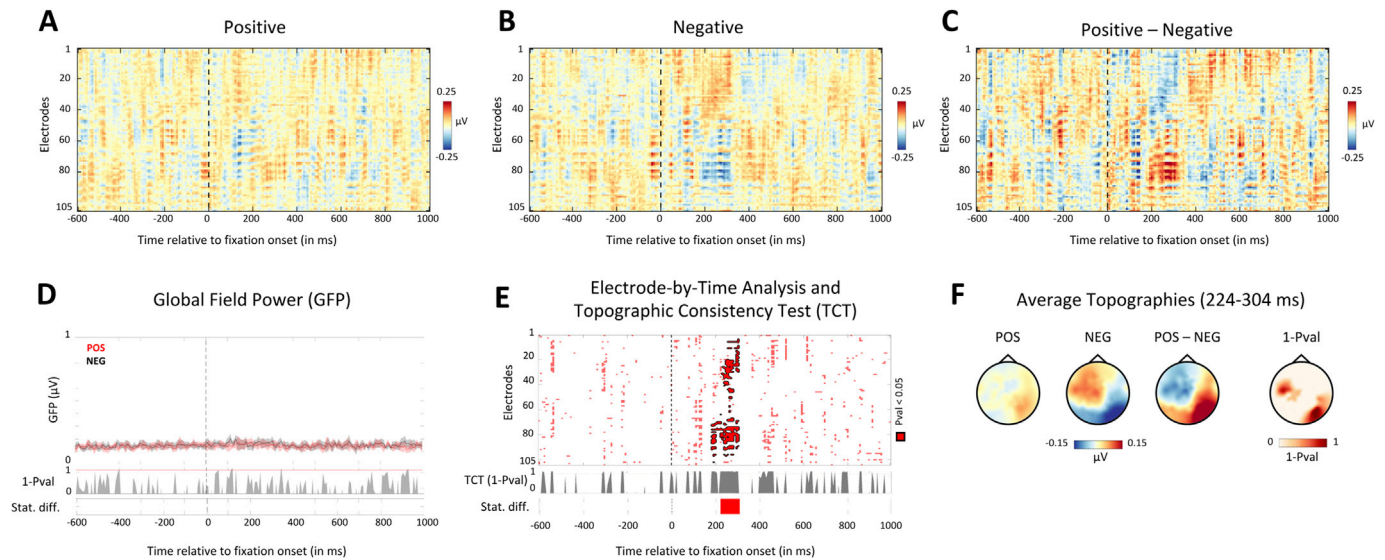 A
Positive
Electrodes
1
20
40
60
80
105
-600 -400 -200 0 200 400 600 800 1000
Time relative to fixation onset (in ms)
0.25
µV
-0.25
B
Negative
Electrodes
1
20
40
60
80
105
-600 -400 -200 0 200 400 600 800 1000
Time relative to fixation onset (in ms)
0.25
µV
-0.25
C
Positive – Negative
Electrodes
1
20
40
60
80
105
-600 -400 -200 0 200 400 600 800 1000
Time relative to fixation onset (in ms)
0.25
µV
-0.25
D
Global Field Power (GFP)
1
POS
NEG
GFP (µV)
0
1-Pval
1
0
Stat. diff.
-600 -400 -200 0 200 400 600 800 1000
Time relative to fixation onset (in ms)
E
Electrode-by-Time Analysis and
Topographic Consistency Test (TCT)
Electrodes
1
20
40
60
80
105
Pval < 0.05
TCT (1-Pval)
1
0
Stat. diff.
-600 -400 -200 0 200 400 600 800 1000
Time relative to fixation onset (in ms)
F
Average Topographies (224-304 ms)
POS NEG POS – NEG 1-Pval
-0.15 0.15
µV
0 1
1-Pval